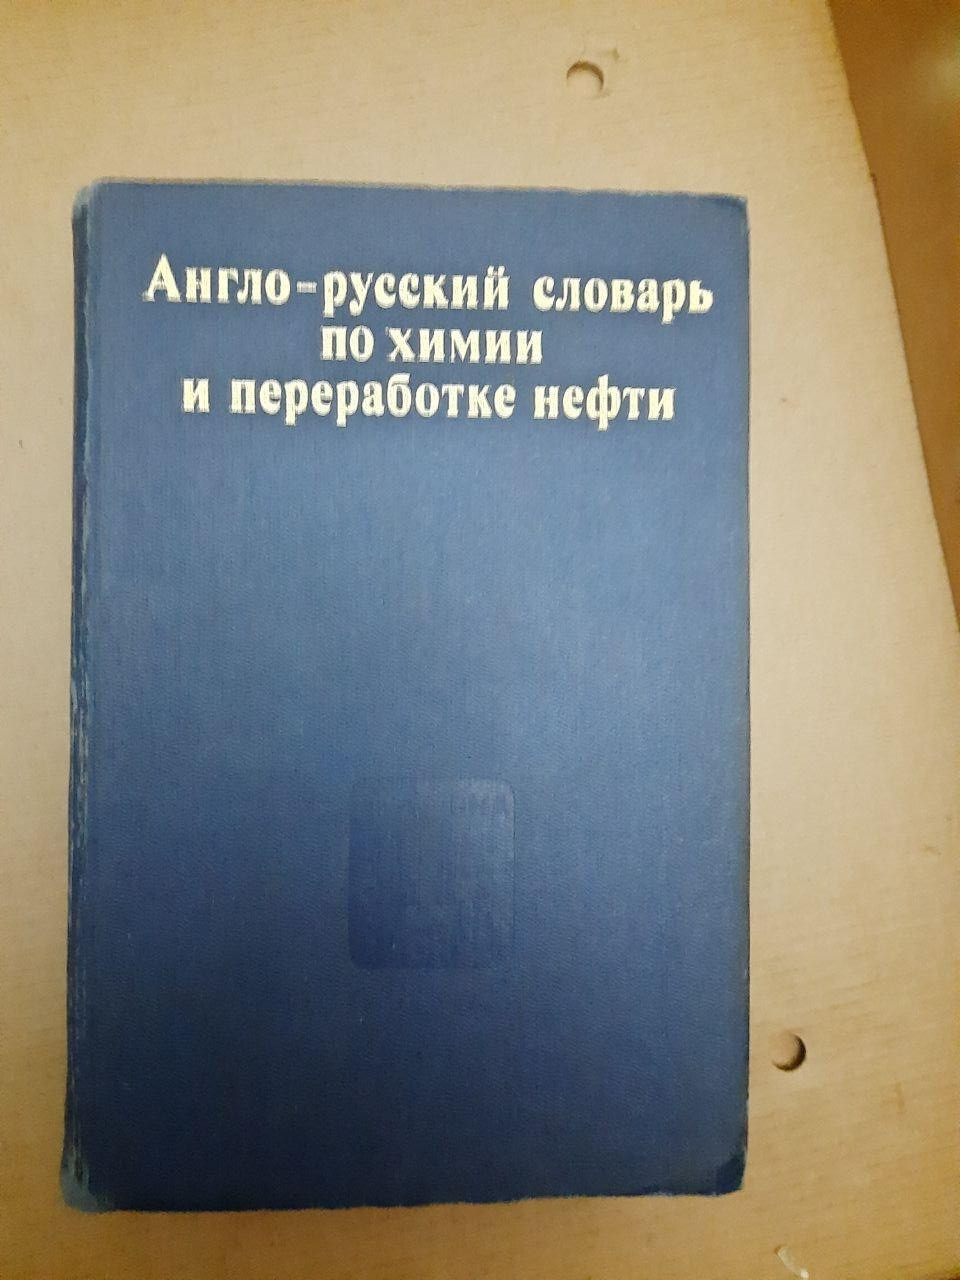 Англо-русский словарь
по химии
и переработке нефти